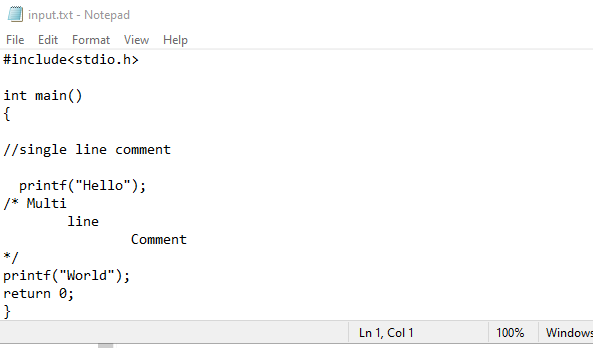 input.txt - Notepad
File Edit Format View Help
#include<stdio.h>
int main()
{
//single line comment
printf("Hello");
/* Multi
line
Comment
*/
printf("World");
return 0;
}
Ln 1, Col 1 100% Windows